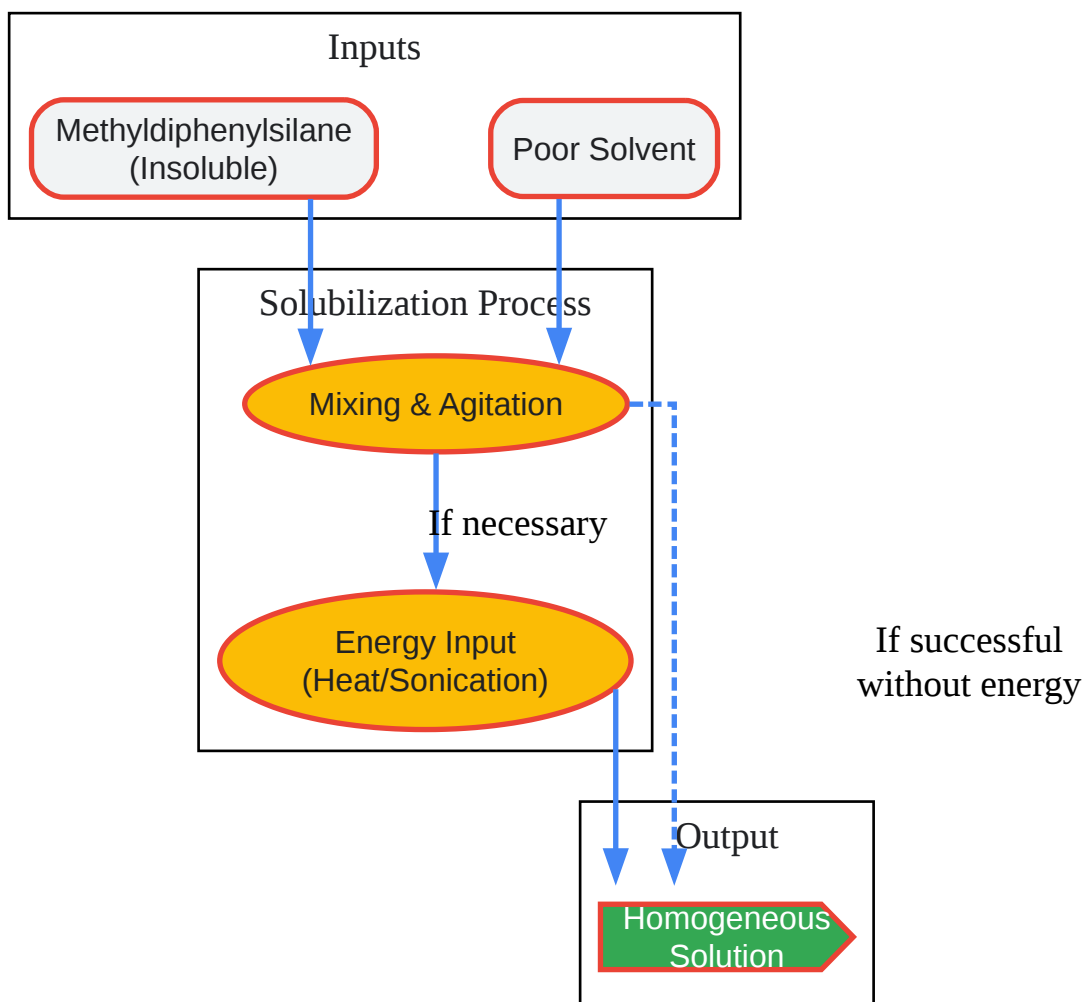 Inputs
Methyldiphenylsilane
(Insoluble)
Poor Solvent
Solubilization Process
Mixing & Agitation
If necessary
Energy Input
(Heat/Sonication)
If successful
without energy
Output
Homogeneous
Solution